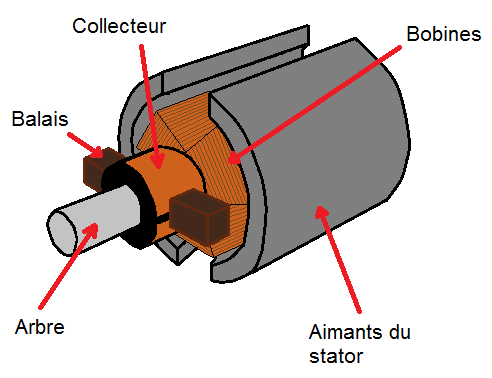 Collecteur
Bobines
Balais
Arbre
Aimants du
stator